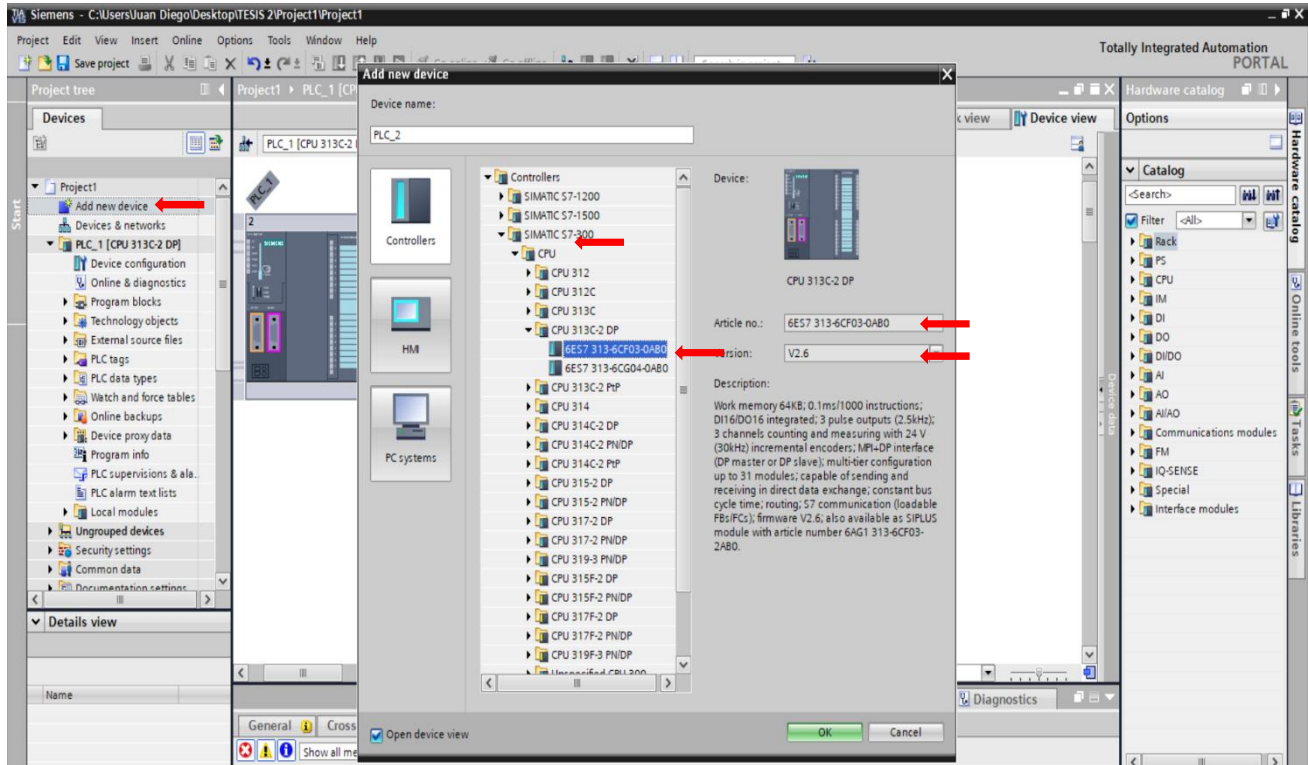 Siemens - C:\Users\Juan Diego\Desktop\TESIS 2\Project1\Project1
Project Edit View Insert Online Options Tools Window Help
Totally Integrated Automation
PORTAL
Save project
Project tree
Devices
Project1
Add new device
Devices & networks
PLC_1 [CPU 313C-2 DP]
Device configuration
Online & diagnostics
Program blocks
Technology objects
External source files
PLC tags
PLC data types
Watch and force tables
Online backups
Device proxy data
Program info
PLC supervisions & ala..
PLC alarm text lists
Local modules
Ungrouped devices
Security settings
Common data
Documentation settings
Details view
Name
Start
Project1 PLC_1 [CP
PLC_1 [CPU 313C-2
PLC_1
2
General Cross
Show all me
Add new device
Device name:
PLC_2
Controllers
HMI
PC systems
Controllers
SIMATIC S7-1200
SIMATIC S7-1500
SIMATIC S7-300
CPU
CPU 312
CPU 312C
CPU 313C
CPU 313C-2 DP
6ES7 313-6CF03-0AB0
6ES7 313-6CG04-0AB0
CPU 313C-2 PtP
CPU 314
CPU 314C-2 DP
CPU 314C-2 PN/DP
CPU 314C-2 PtP
CPU 315-2 DP
CPU 315-2 PN/DP
CPU 317-2 DP
CPU 317-2 PN/DP
CPU 319-3 PN/DP
CPU 315F-2 DP
CPU 315F-2 PN/DP
CPU 317F-2 DP
CPU 317F-2 PN/DP
CPU 319F-3 PN/DP
Unspecified CPU 300
Device:
CPU 313C-2 DP
Article no.: 6ES7 313-6CF03-0AB0
Version: V2.6
Description:
Work memory 64KB; 0.1ms/1000 instructions;
DI16/DO16 integrated; 3 pulse outputs (2.5kHz);
3 channels counting and measuring with 24 V
(30kHz) incremental encoders; MPI+DP interface
(DP master or DP slave); multi-tier configuration
up to 31 modules; capable of sending and
receiving in direct data exchange; constant bus
cycle time; routing; S7 communication (loadable
FBs/FCs); firmware V2.6; also available as SIPLUS
module with article number 6AG1 313-6CF03-
2AB0.
Open device view
OK Cancel
k view Device view
Device data
Diagnostics
Hardware catalog
Options
Catalog
<Search>
Filter <All>
Rack
PS
CPU
IM
DI
DO
DI/DO
AI
AO
AI/AO
Communications modules
FM
IQ-SENSE
Special
Interface modules
Hardware catalog
Online tools
Tasks
Libraries